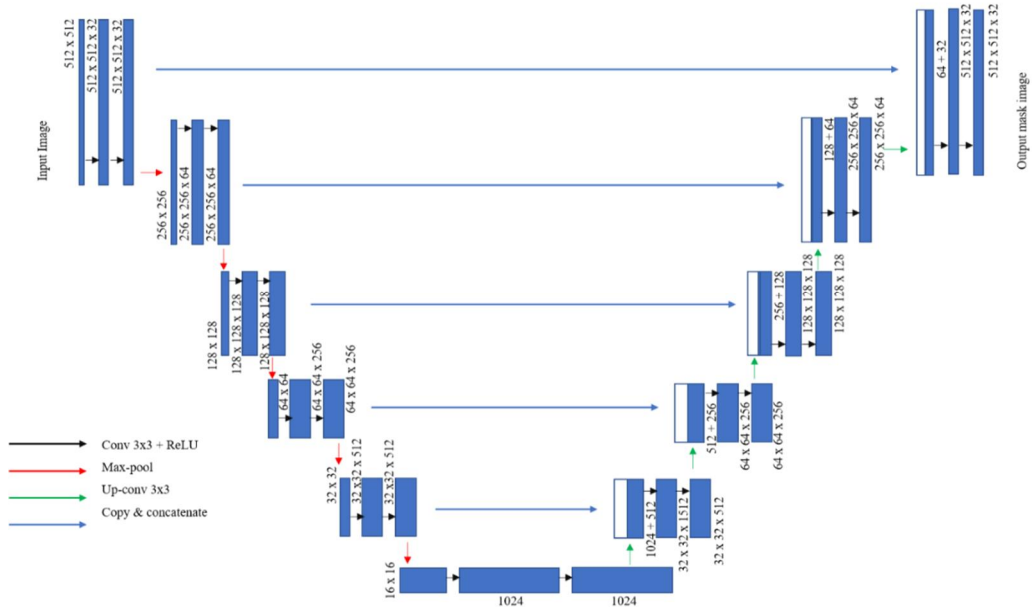 Input Image
512 x 512
512 x 512 x 32
512 x 512 x 32
256 x 256
256 x 256 x 64
256 x 256 x 64
128 x 128
128 x 128 x 128
128 x 128 x 128
64 x 64
64 x 64 x 256
64 x 64 x 256
32 x 32
32 x32 x 512
32 x32 x 512
16 x 16
1024
1024
1024 + 512
32 x 32 x 1512
32 x 32 x 512
512 + 256
64 x 64 x 256
64 x 64 x 256
256 + 128
128 x 128 x 128
128 x 128 x 128
128 + 64
256 x 256 x 64
256 x 256 x 64
64 + 32
512 x 512 x 32
512 x 512 x 32
Output mask image
Conv 3x3 + ReLU
Max-pool
Up-conv 3x3
Copy & concatenate